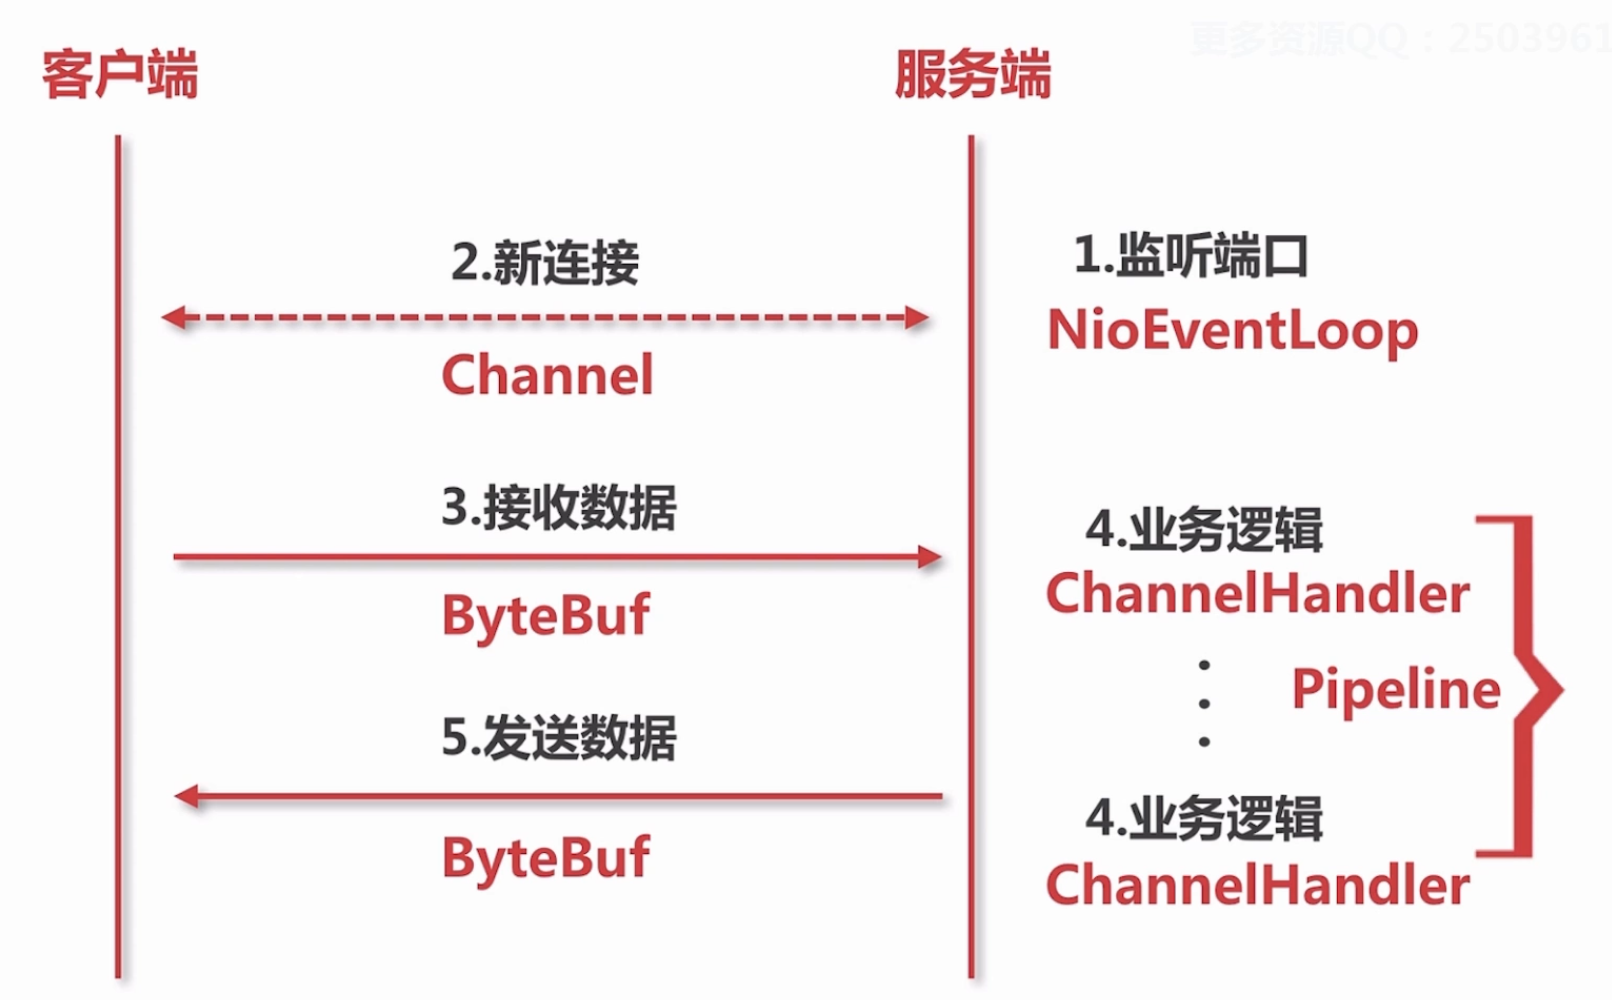 更多资源QQ：2503961
客户端
服务端
2.新连接
Channel
1.监听端口
NioEventLoop
3.接收数据
ByteBuf
4.业务逻辑
ChannelHandler
Pipeline
5.发送数据
ByteBuf
4.业务逻辑
ChannelHandler